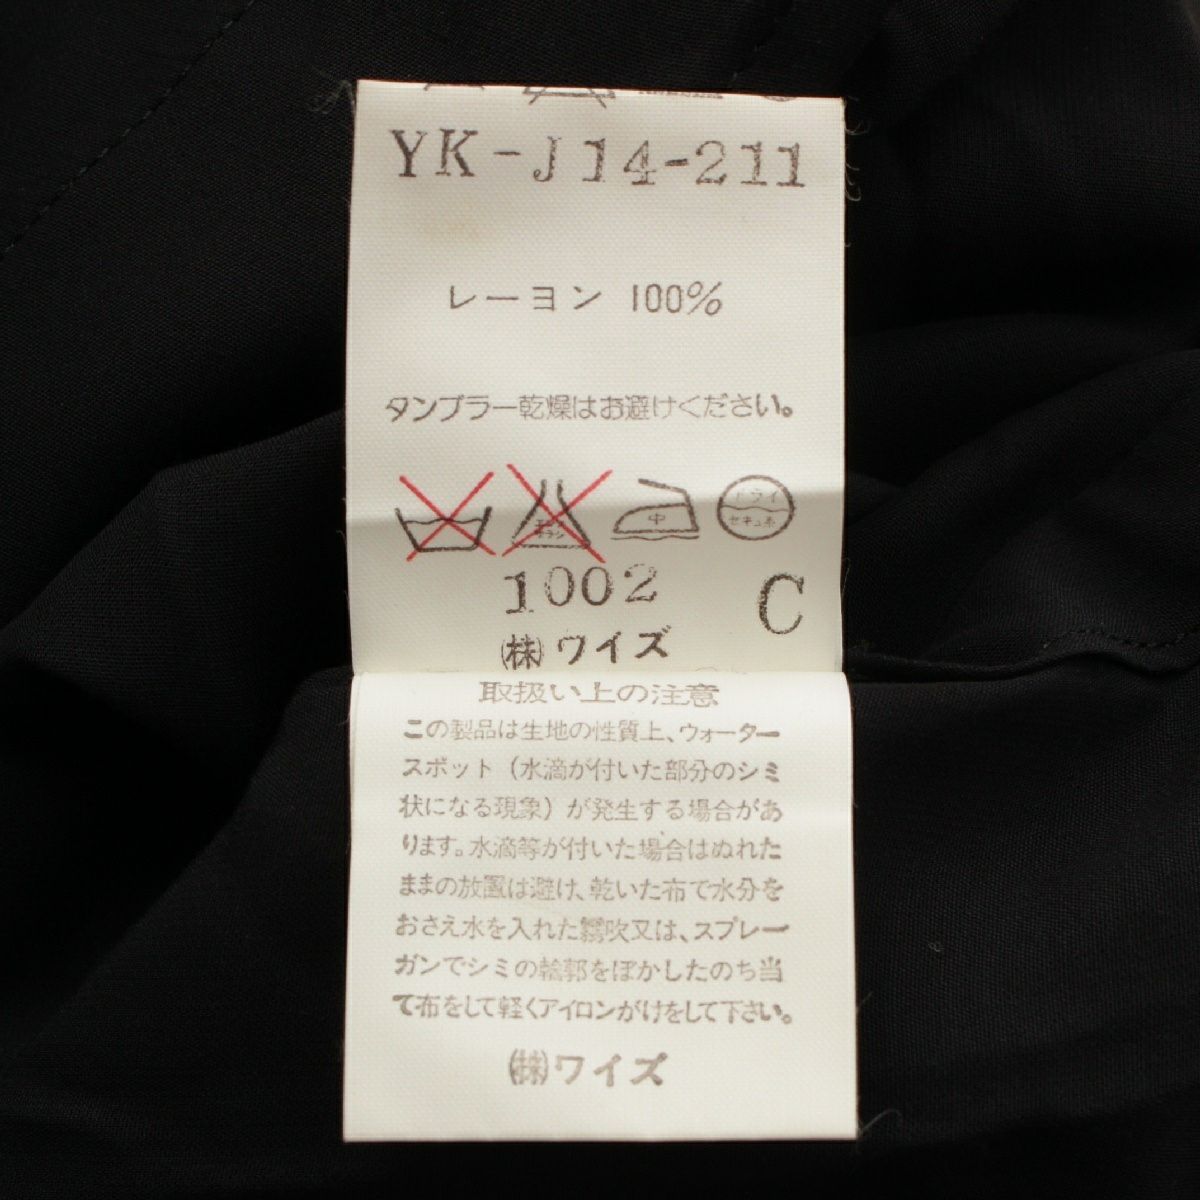 YK-J14-211
レーヨン 100%
タンブラー乾燥はお避けください。
中
ドライ
セキユ系
1002
C
㈱ワイズ
取扱い上の注意
この製品は生地の性質上、ウォーター
スポット(水滴が付いた部分のシミ
状になる現象)が発生する場合があ
ります。水滴等が付いた場合はぬれた
ままの放置は避け、乾いた布で水分を
おさえ水を入れた霧吹又は、スプレー
ガンでシミの輪郭をぼかしたのち当
て布をして軽くアイロンがけをして下さい。
㈱ワイズ